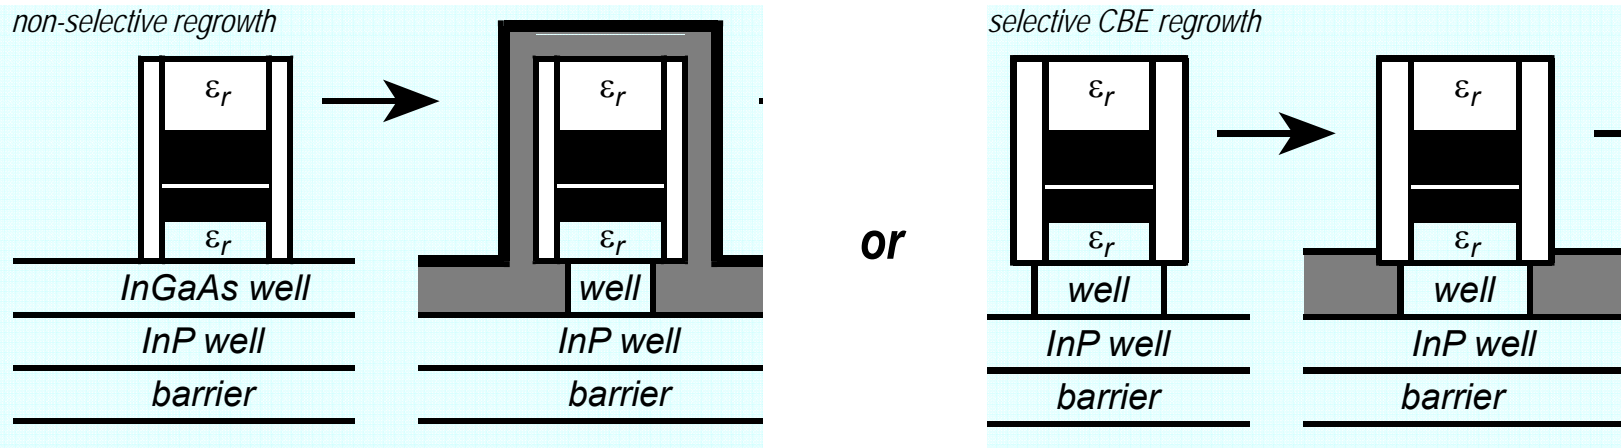 non-selective regrowth
εr
εr
InGaAs well
InP well
barrier
εr
εr
well
InP well
barrier
or
selective CBE regrowth
εr
εr
well
InP well
barrier
εr
εr
well
InP well
barrier